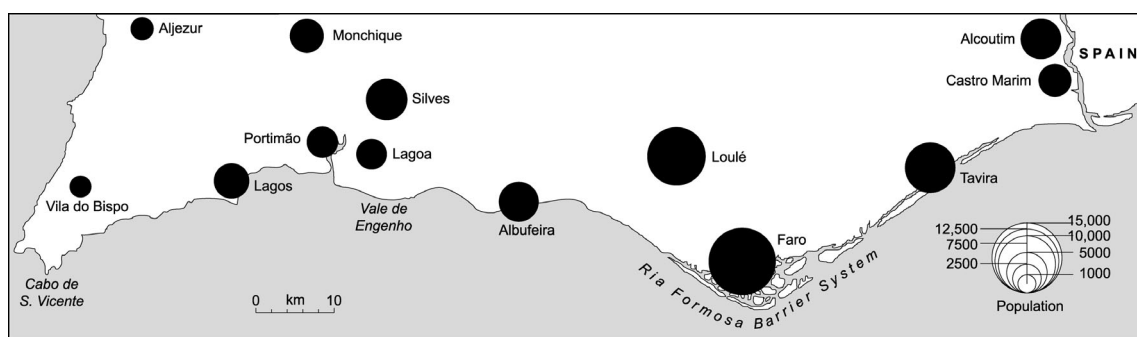 Aljezur
Monchique
Alcoutim
SPAIN
Castro Marim
Silves
Portimão
Lagoa
Loulé
Tavira
Lagos
Vila do Bispo
Vale de
Engenho
Albufeira
Faro
Ria Formosa Barrier System
Cabo de
S. Vicente
0 km 10
15,000
12,500
10,000
7500
5000
2500
1000
Population